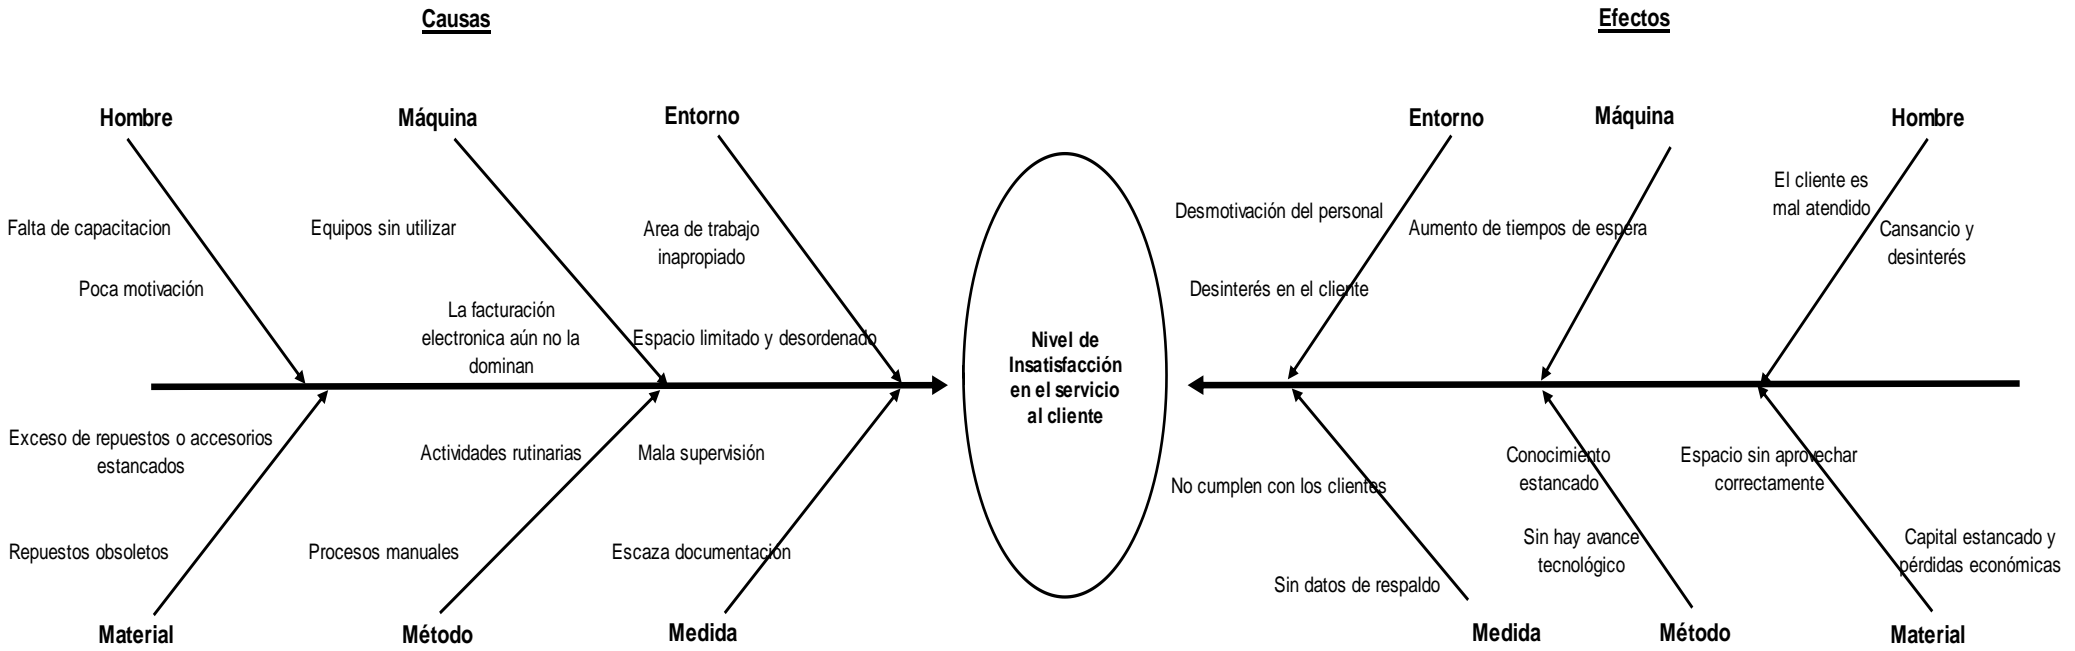 Causas
Efectos
Hombre
Máquina
Entorno
Entorno
Máquina
Hombre
Falta de capacitacion
Poca motivación
Equipos sin utilizar
La facturación
electronica aún no la
dominan
Area de trabajo
inapropiado
Espacio limitado y desordenado
Nivel de
Insatisfacción
en el servicio
al cliente
Desmotivación del personal
Desinterés en el cliente
Aumento de tiempos de espera
El cliente es
mal atendido
Cansancio y
desinterés
Exceso de repuestos o accesorios
estancados
Repuestos obsoletos
Actividades rutinarias
Procesos manuales
Mala supervisión
Escaza documentación
No cumplen con los clientes
Sin datos de respaldo
Conocimiento
estancado
Sin hay avance
tecnológico
Espacio sin aprovechar
correctamente
Capital estancado y
pérdidas económicas
Material
Método
Medida
Medida
Método
Material